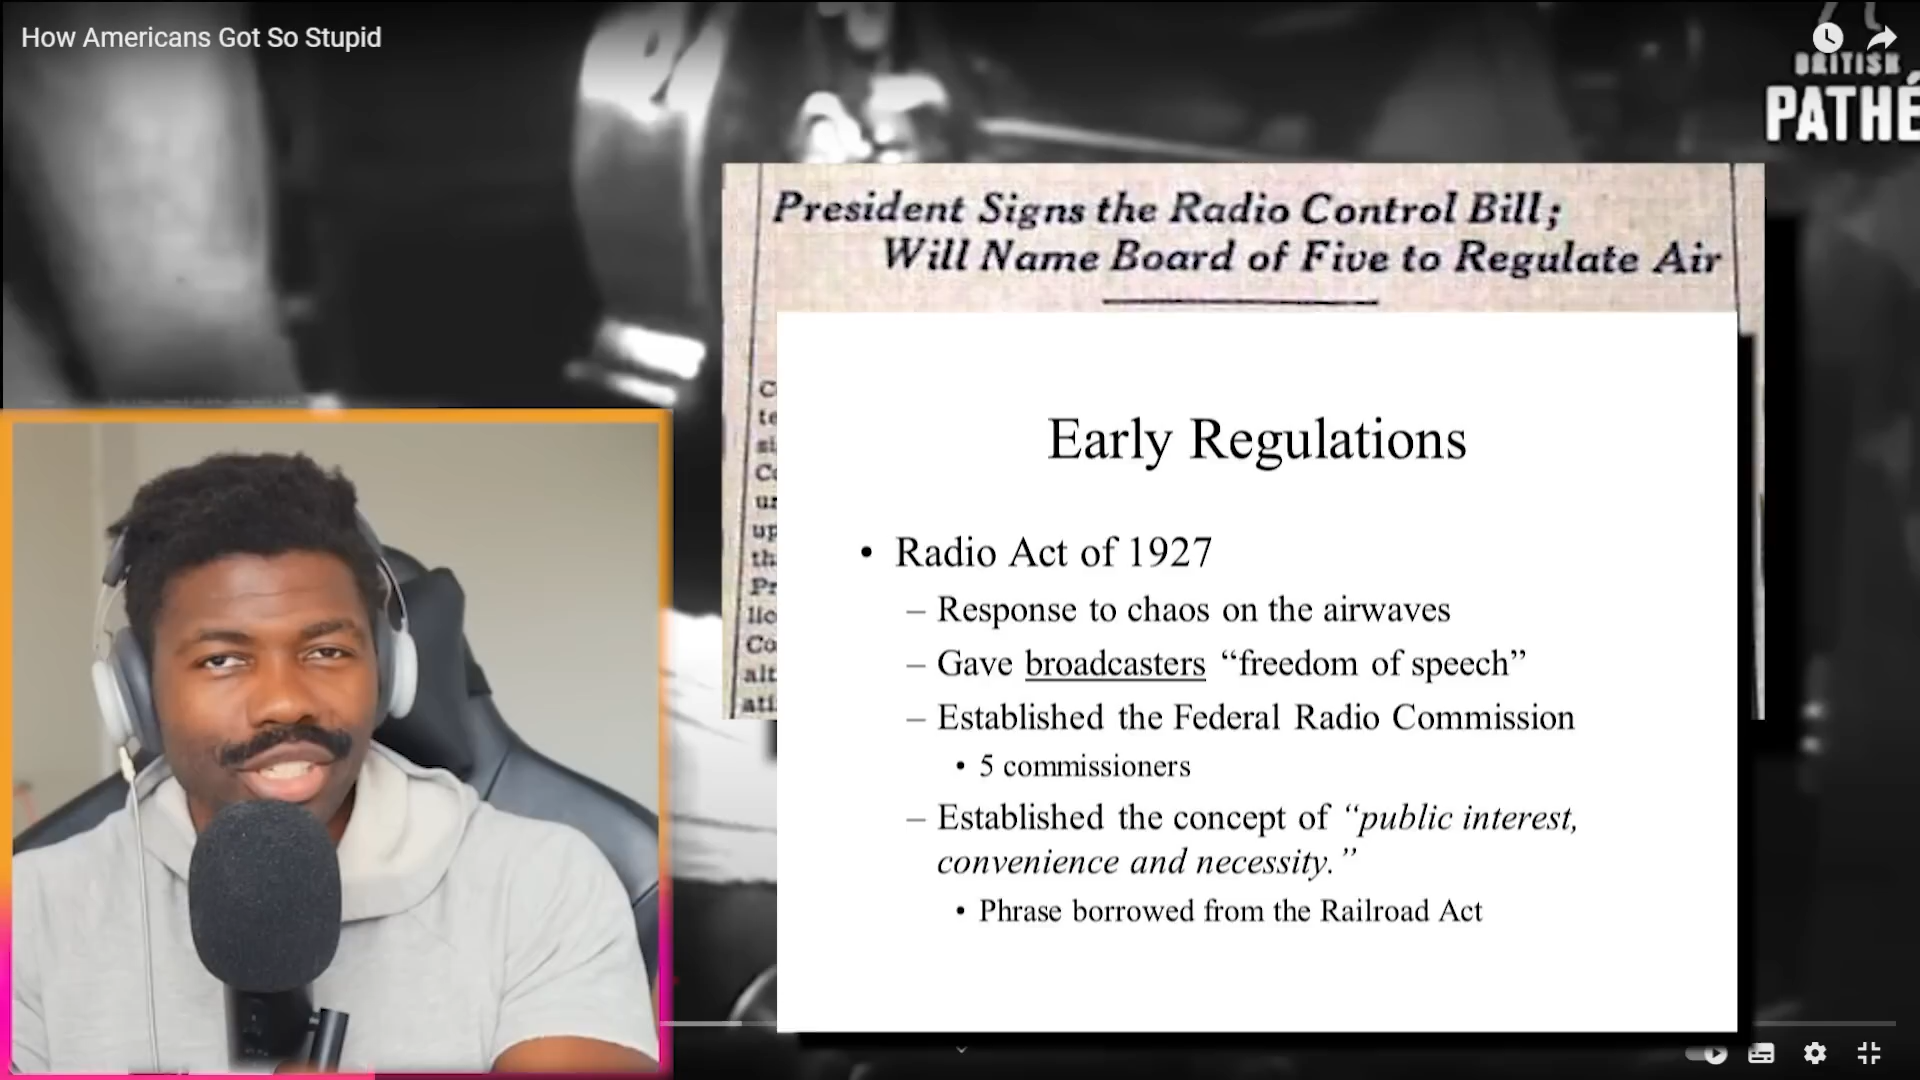 How Americans Got So Stupid
BRITISH
PATHÉ
President Signs the Radio Control Bill;
Will Name Board of Five to Regulate Air
Early Regulations
• Radio Act of 1927
– Response to chaos on the airwaves
– Gave broadcasters “freedom of speech”
– Established the Federal Radio Commission
• 5 commissioners
– Established the concept of “public interest,
convenience and necessity.”
• Phrase borrowed from the Railroad Act